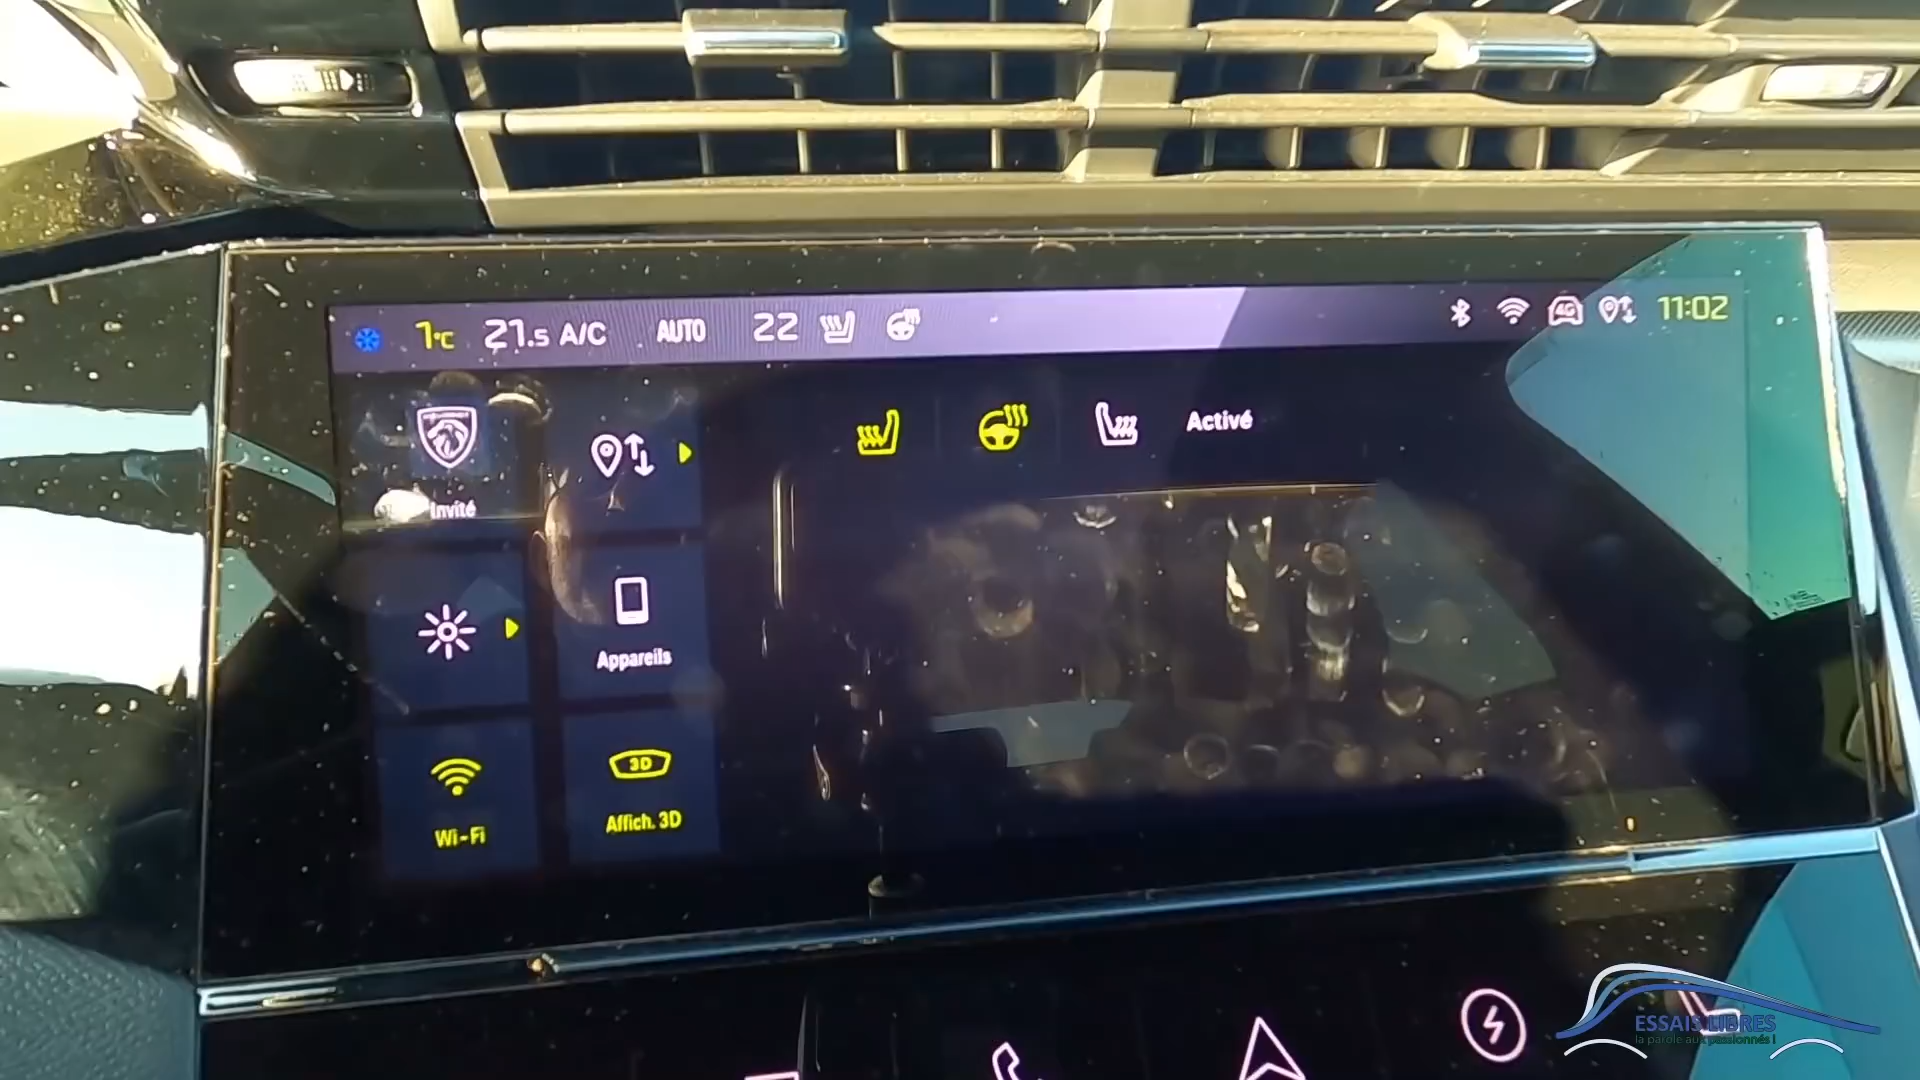 1°C 21.5 A/C AUTO 22 4G 11:02
Activé
Invité
Appareils
3D
Wi-Fi Affich. 3D
ESSAIS LIBRES
la parole aux passionnés !